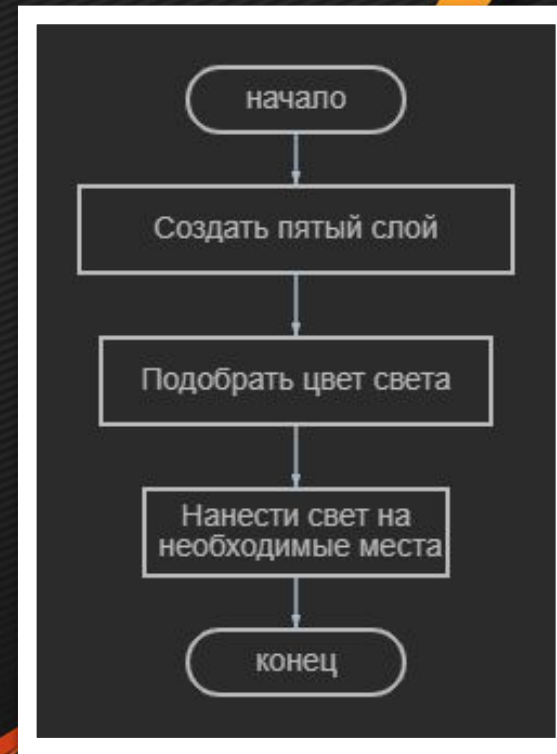 начало
Создать пятый слой
Подобрать цвет света
Нанести свет на
необходимые места
конец